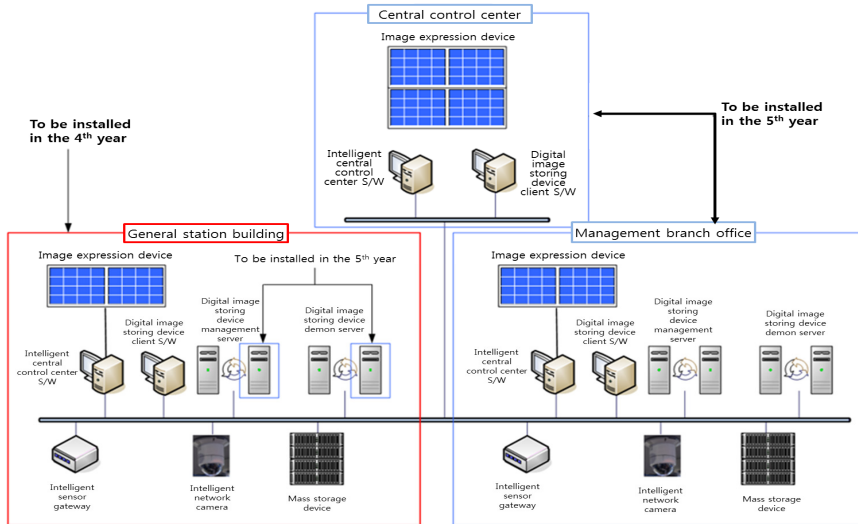 Central control center
Image expression device
To be installed
in the 5th year
To be installed
in the 4th year
Intelligent
central
control
center S/W
Digital
image
storing
device
client S/W
General station building
Image expression device
To be installed in the 5th year
Digital image
storing
device
management
server
Digital image
storing
device
demon server
Digital image
storing device
client S/W
Intelligent
central
control center
S/W
Intelligent
sensor
gateway
Intelligent
network
camera
Mass storage
device
Management branch office
Image expression device
Digital image
storing
device
management
server
Digital image
storing device
demon server
Digital image
storing device
client S/W
Intelligent
central
control center
S/W
Intelligent
sensor
gateway
Intelligent
network
camera
Mass storage
device